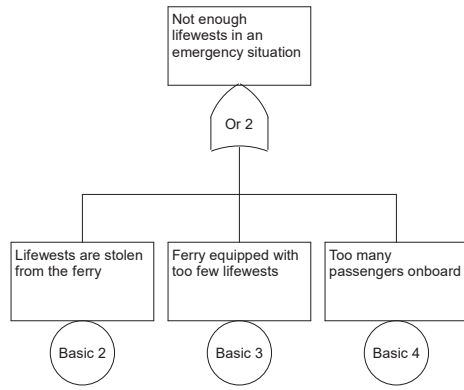 Not enough
lifewests in an
emergency situation
Or 2
Lifewests are stolen
from the ferry
Ferry equipped with
too few lifewests
Too many
passengers onboard
Basic 2
Basic 3
Basic 4